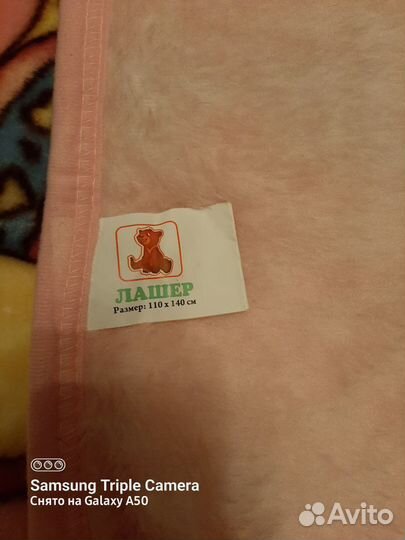 ЛАШЕР
Размер: 110 х 140 см
Samsung Triple Camera
Снято на Galaxy A50
Avito